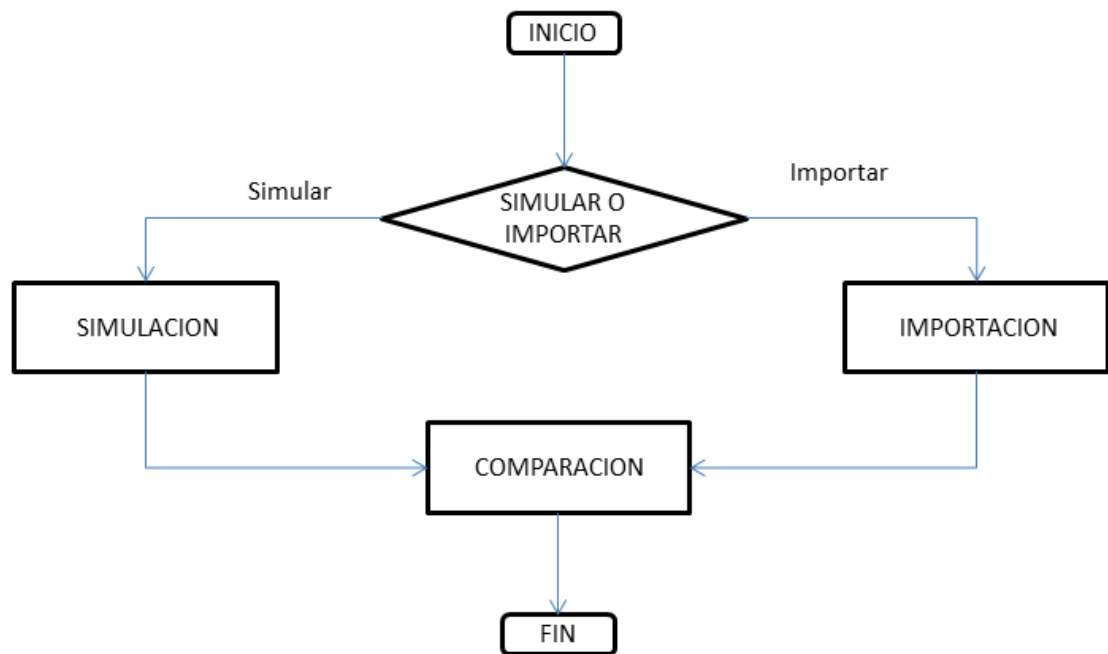 INICIO
Simular
Importar
SIMULAR O
IMPORTAR
SIMULACION
IMPORTACION
COMPARACION
FIN